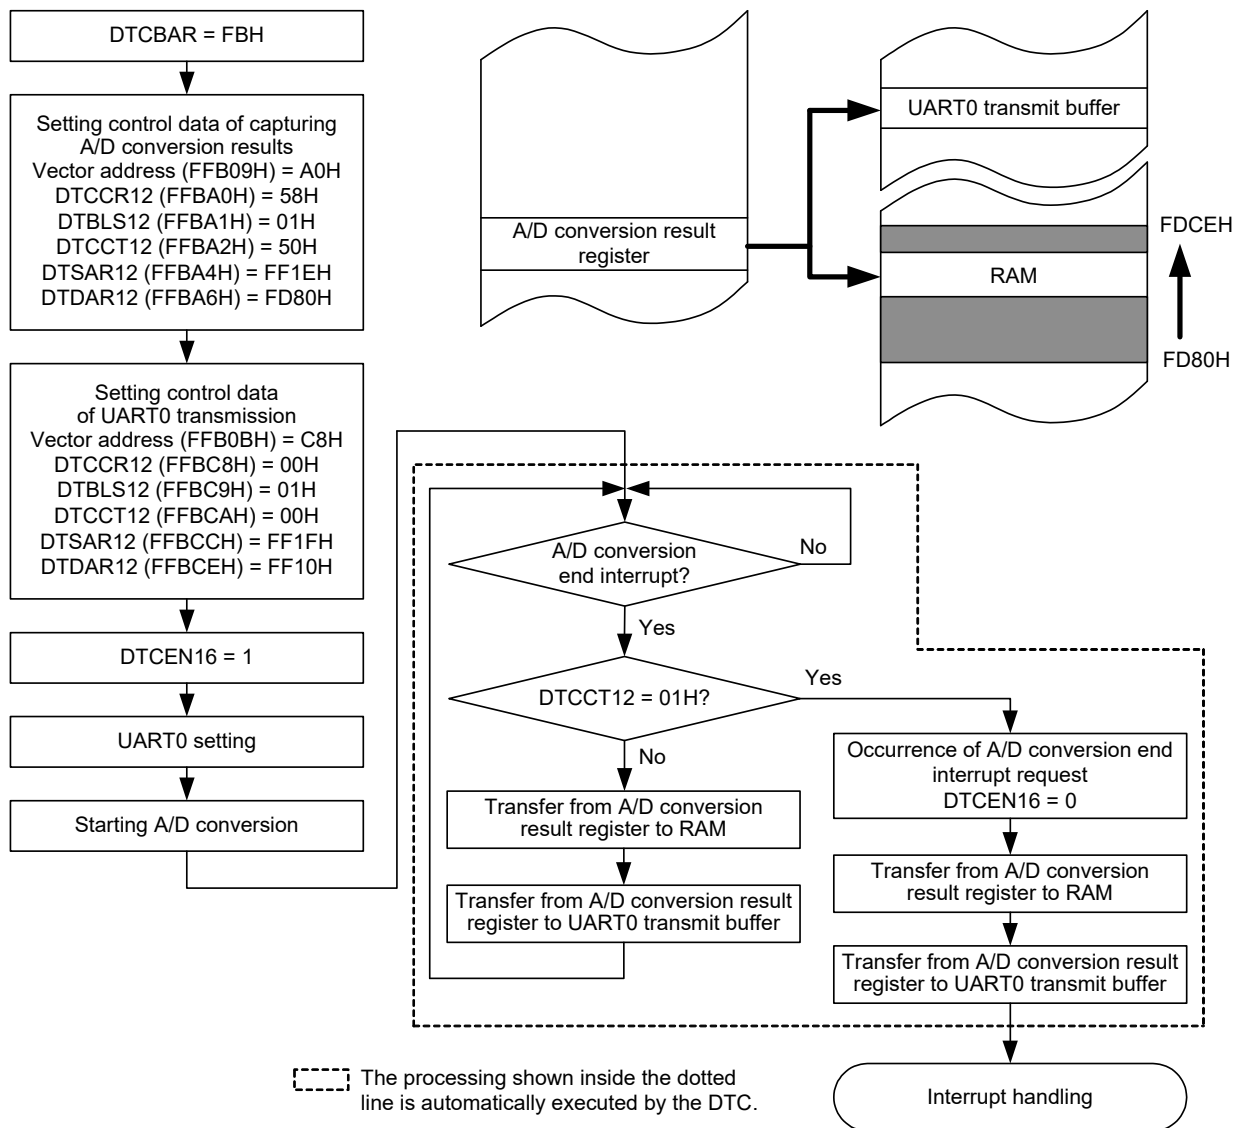 DTCBAR = FBH
Setting control data of capturing
A/D conversion results
Vector address (FFB09H) = A0H
DTCCR12 (FFBA0H) = 58H
DTBLS12 (FFBA1H) = 01H
DTCCT12 (FFBA2H) = 50H
DTSAR12 (FFBA4H) = FF1EH
DTDAR12 (FFBA6H) = FD80H
Setting control data
of UART0 transmission
Vector address (FFB0BH) = C8H
DTCCR12 (FFBC8H) = 00H
DTBLS12 (FFBC9H) = 01H
DTCCT12 (FFBCAH) = 00H
DTSAR12 (FFBCCH) = FF1FH
DTDAR12 (FFBCEH) = FF10H
DTCEN16 = 1
UART0 setting
Starting A/D conversion
A/D conversion result
register
UART0 transmit buffer
RAM
FDCEH
FD80H
A/D conversion
end interrupt?
No
Yes
DTCCT12 = 01H?
Yes
No
Transfer from A/D conversion
result register to RAM
Transfer from A/D conversion result
register to UART0 transmit buffer
Occurrence of A/D conversion end
interrupt request
DTCEN16 = 0
Transfer from A/D conversion
result register to RAM
Transfer from A/D conversion result
register to UART0 transmit buffer
Interrupt handling
The processing shown inside the dotted
line is automatically executed by the DTC.